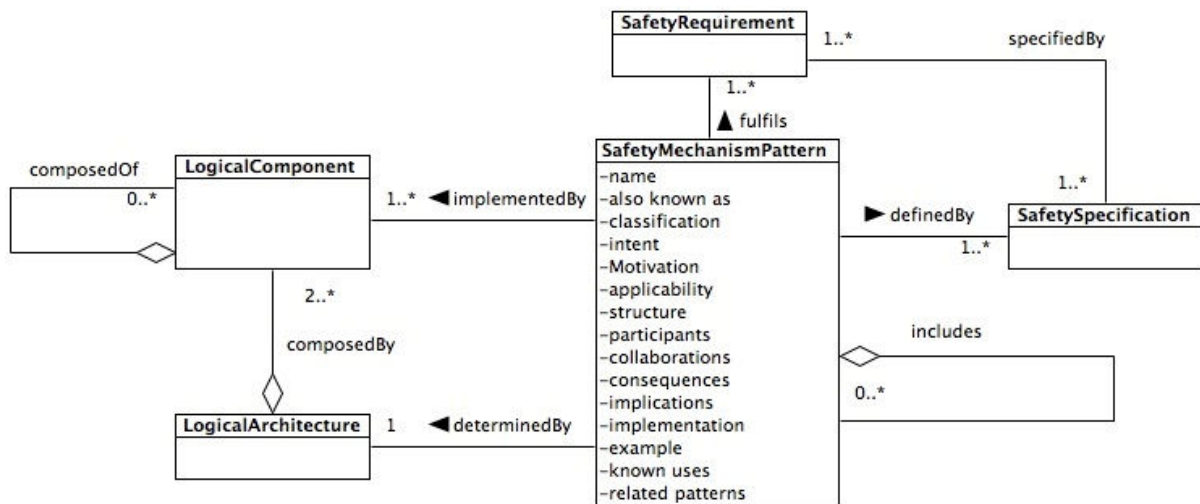 SafetyRequirement
1..*
specifiedBy
1..*
▲ fulfils
composedOf
0..*
LogicalComponent
1..*
◀ implementedBy
SafetyMechanismPattern
-name
-also known as
-classification
-intent
-Motivation
-applicability
-structure
-participants
-collaborations
-consequences
-implications
-implementation
-example
-known uses
-related patterns
▶ definedBy
1..*
1..*
SafetySpecification
includes
0..*
2..*
composedBy
LogicalArchitecture
1
◀ determinedBy